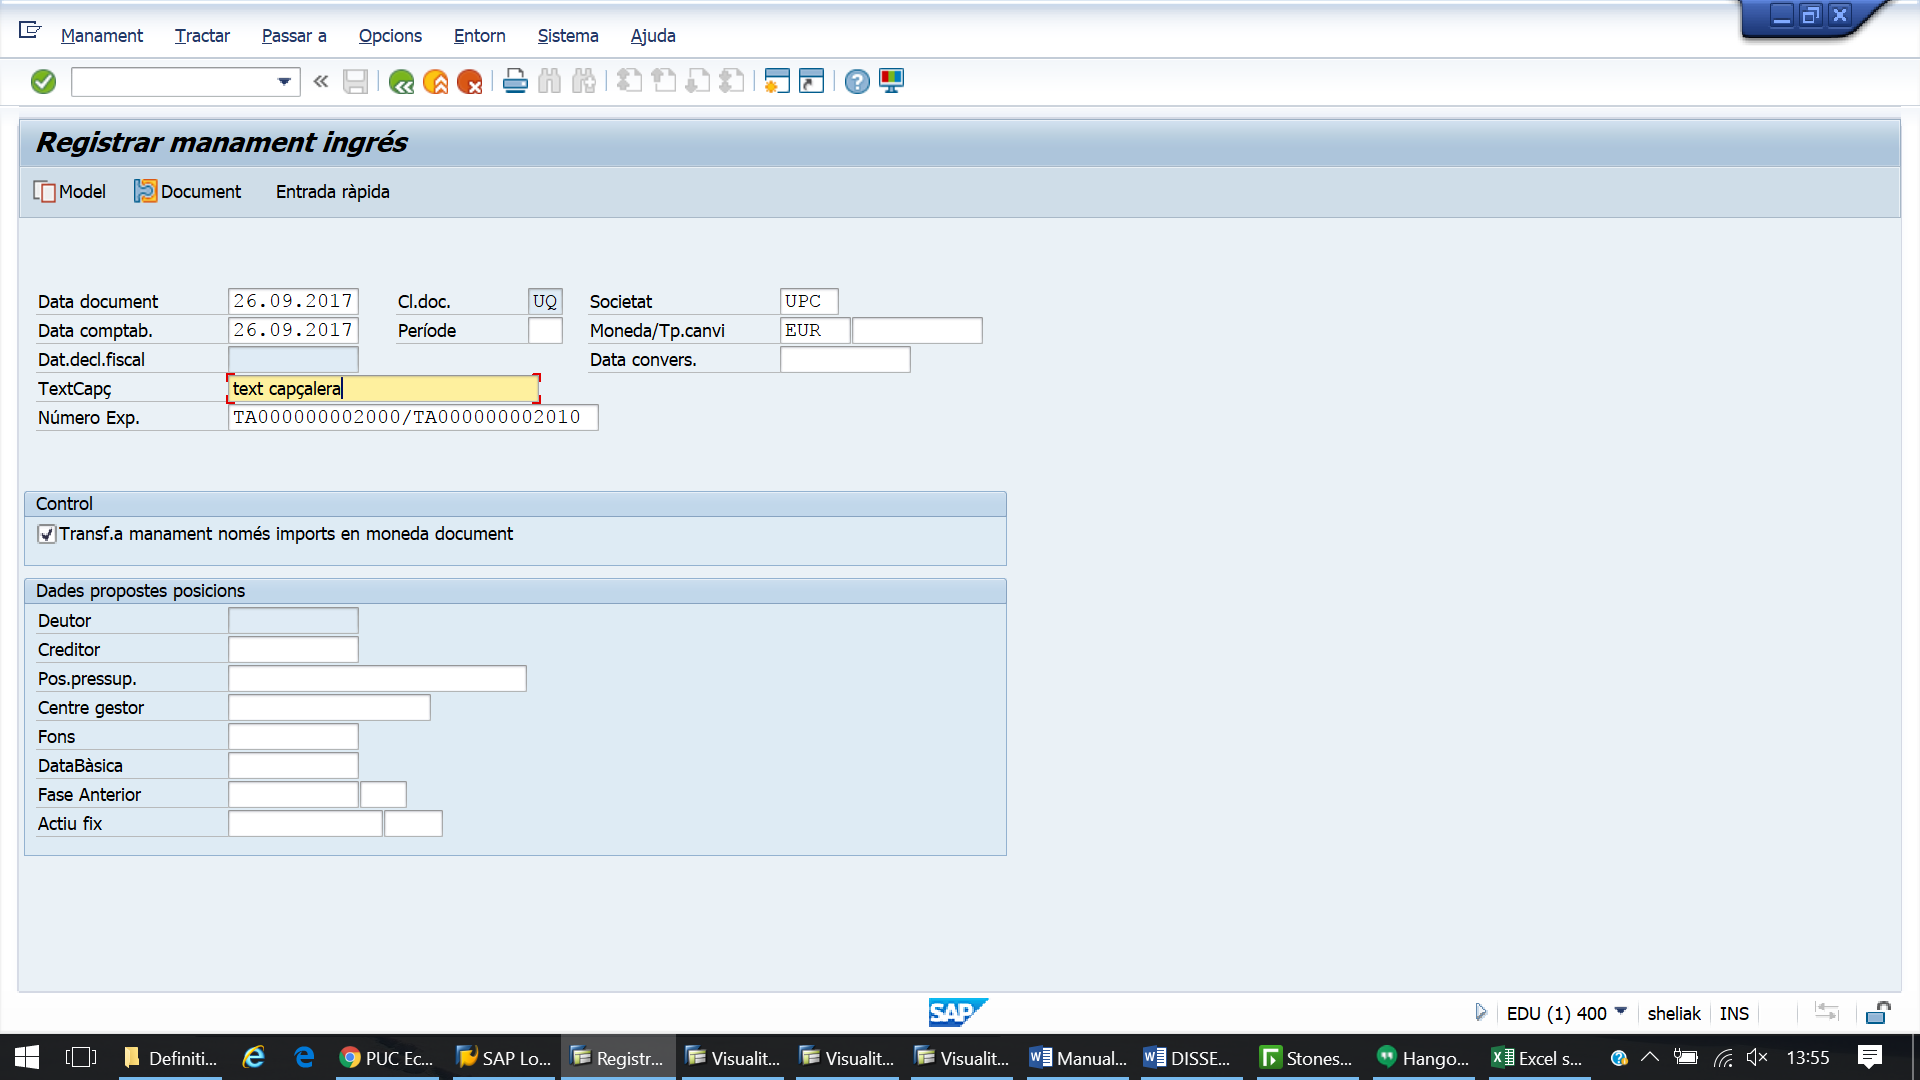 Manament Tractar Passar a Opcions Entorn Sistema Ajuda
Registrar manament ingrés
Model Document Entrada ràpida
Data document 26.09.2017 Cl.doc. UQ Societat UPC
Data comptab. 26.09.2017 Període Moneda/Tp.canvi EUR
Dat.decl.fiscal Data convers.
TextCapç text capçalera
Número Exp. TA000000002000/TA000000002010
Control
Transf.a manament només imports en moneda document
Dades propostes posicions
Deutor
Creditor
Pos.pressup.
Centre gestor
Fons
DataBàsica
Fase Anterior
Actiu fix
SAP EDU (1) 400 sheliak INS
Definiti... PUC Ec... SAP Lo... Registr... Visualit... Visualit... Visualit... Manual... DISSE... Stones... Hango... Excel s... 13:55